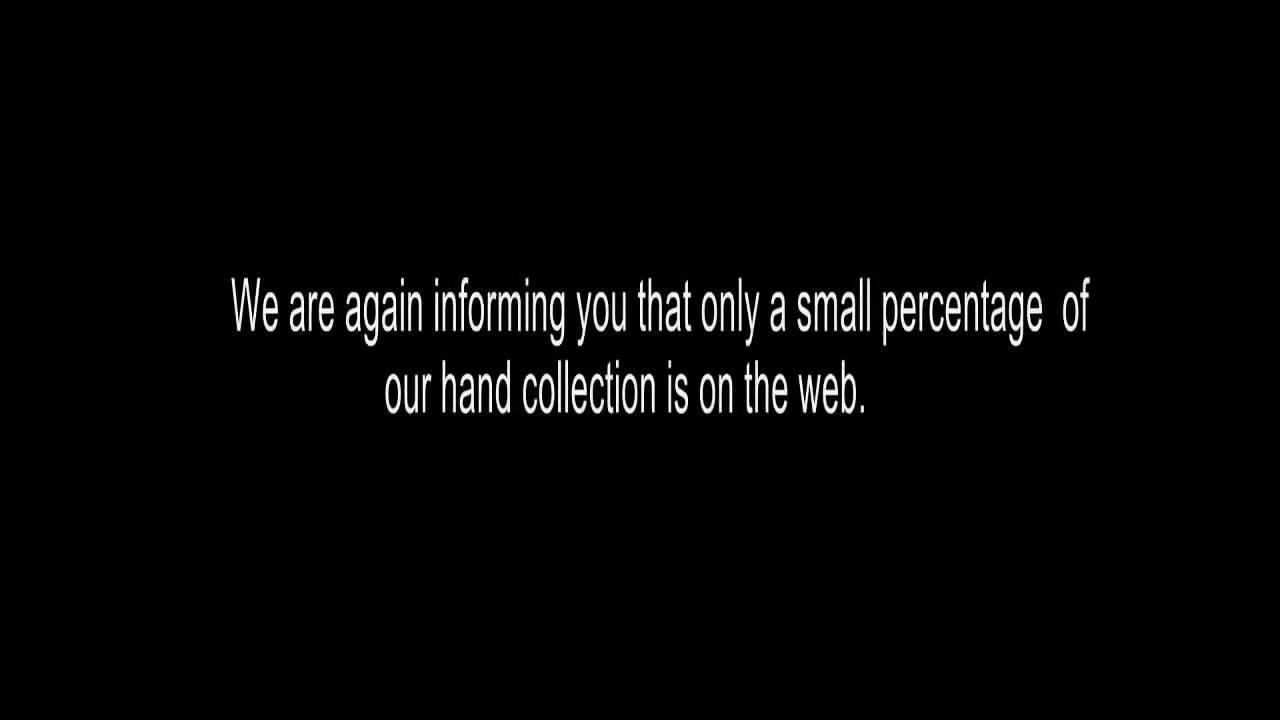 We are again informing you that only a small percentage  of
our hand collection is on the web.